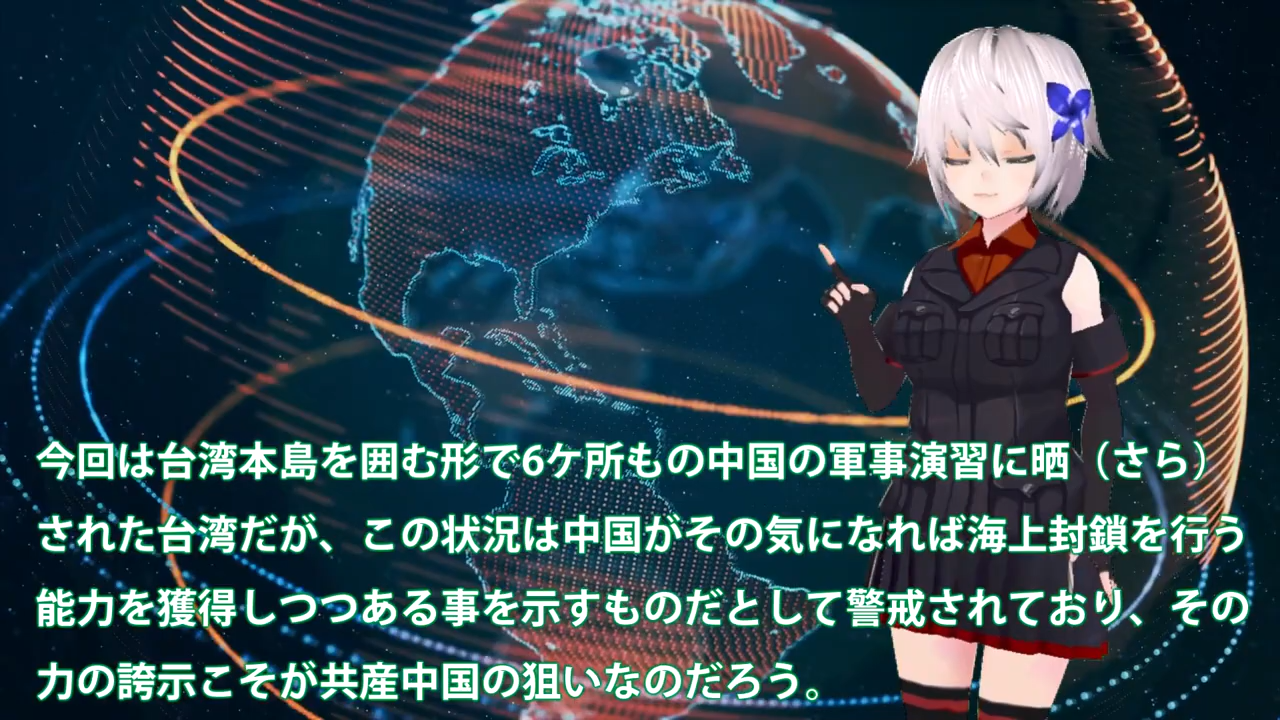 今回は台湾本島を囲む形で6ケ所もの中国の軍事演習に晒（さら）
された台湾だが、この状況は中国がその気になれば海上封鎖を行う
能力を獲得しつつある事を示すものだとして警戒されており、その
力の誇示こそが共産中国の狙いなのだろう。